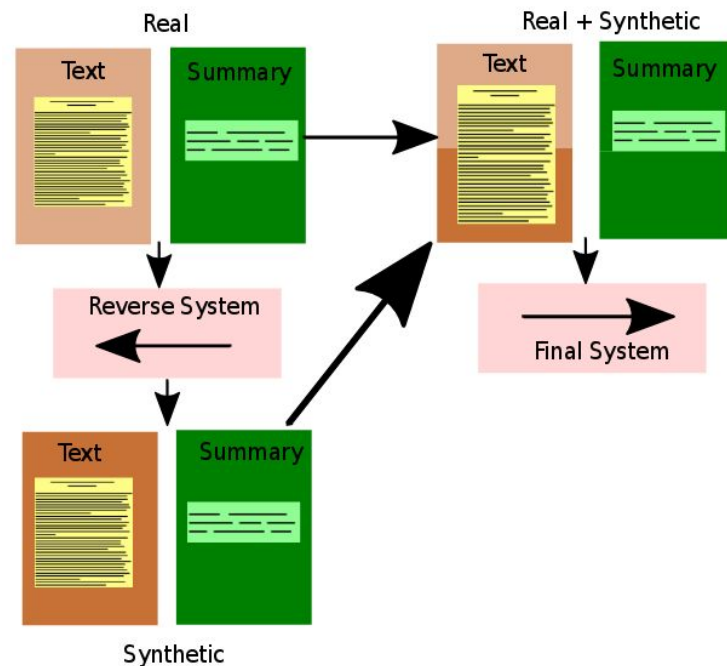 Real
Text
Summary
Reverse System
Text
Summary
Synthetic
Real + Synthetic
Text
Summary
Final System